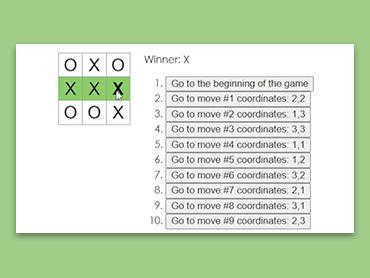 O X O
X X X
O O X
Winner: X
1. Go to the beginning of the game
2. Go to move #1 coordinates: 2,2
3. Go to move #2 coordinates: 1,3
4. Go to move #3 coordinates: 3,3
5. Go to move #4 coordinates: 1,1
6. Go to move #5 coordinates: 1,2
7. Go to move #6 coordinates: 3,2
8. Go to move #7 coordinates: 2,1
9. Go to move #8 coordinates: 3,1
10. Go to move #9 coordinates: 2,3